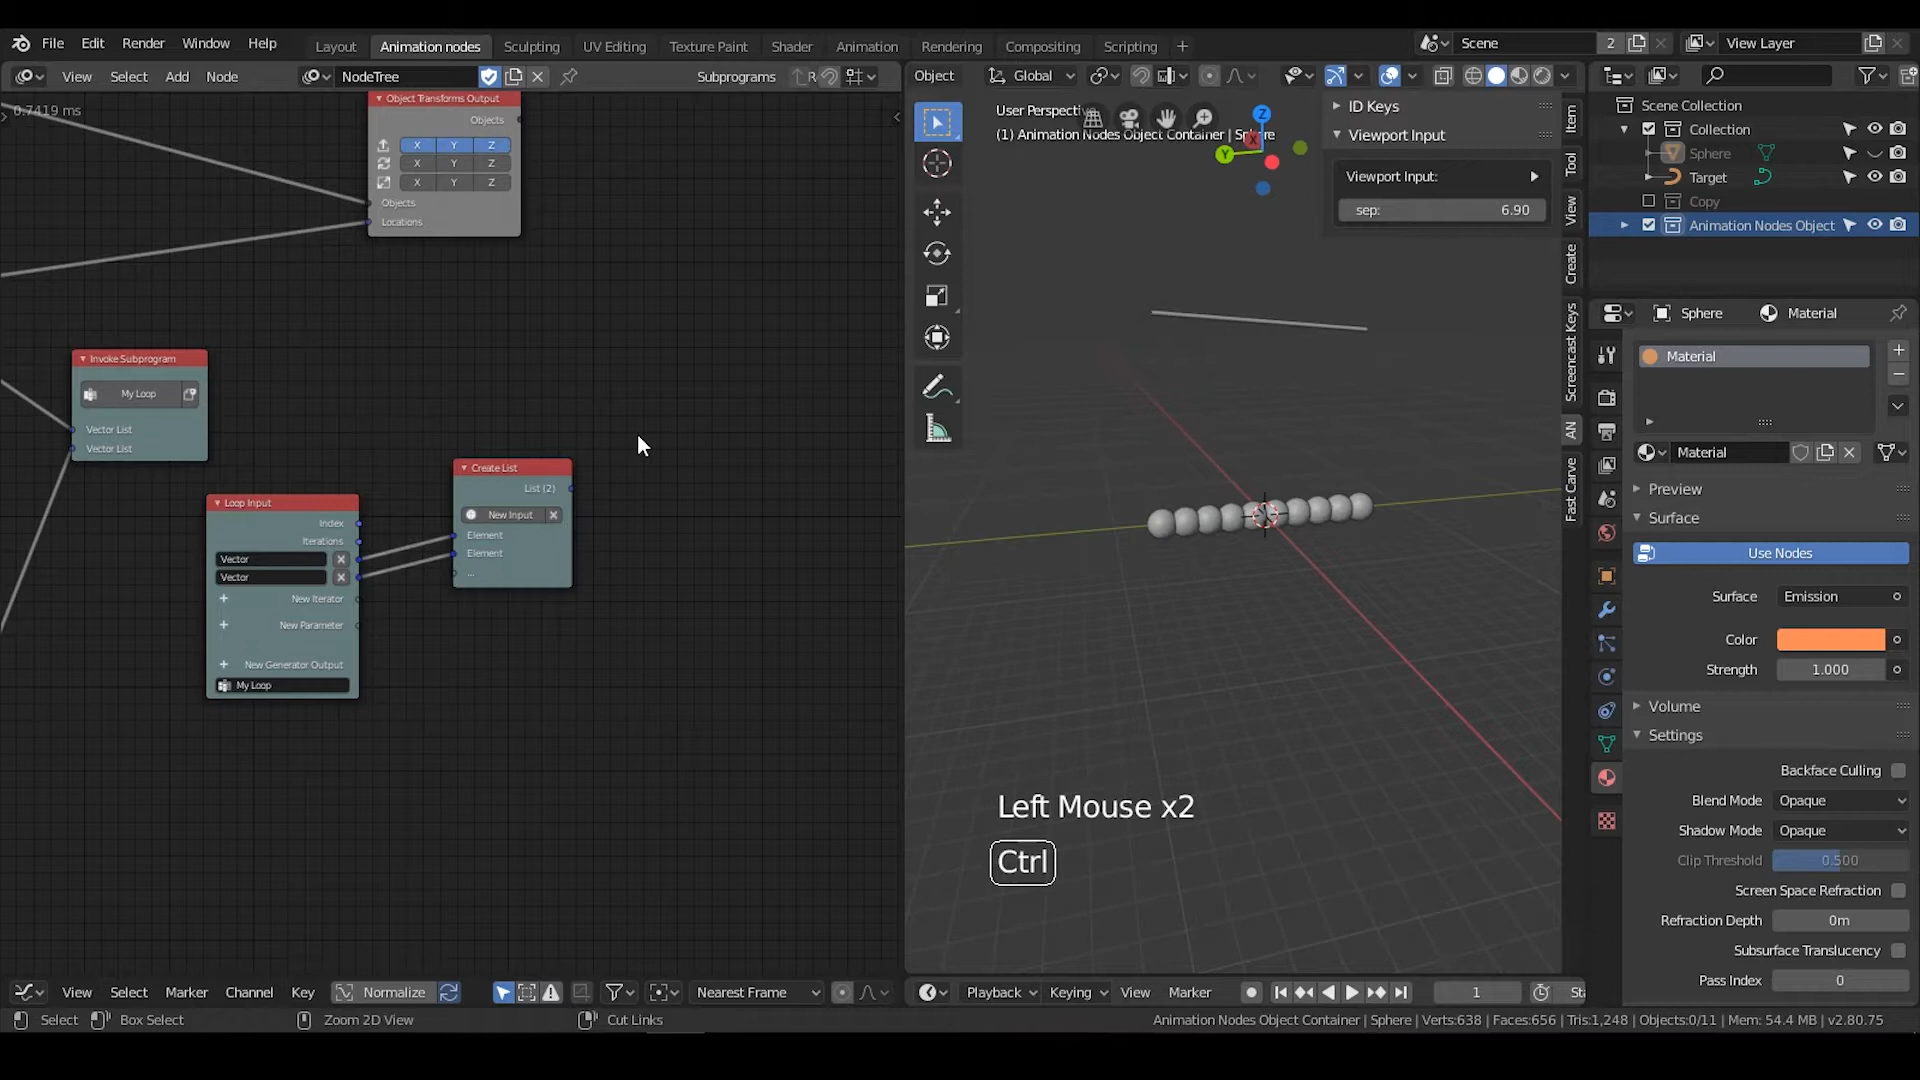 File Edit Render Window Help Layout Animation nodes Sculpting UV Editing Texture Paint Shader Animation Rendering Compositing Scripting + Scene 2 View Layer
View Select Add Node NodeTree Subprograms Object Global
0.7419 ms
Object Transforms Output
Objects
X Y Z
X Y Z
X Y Z
Objects
Locations
Invoke Subprogram
My Loop
Vector List
Vector List
Loop Input
Index
Iterations
Vector
Vector
New Iterator
New Parameter
New Generator Output
My Loop
Create List
List (2)
New Input
Element
Element
...
User Perspectiv
(1) Animation Nodes Object Container | Sphere
Z
X
Y
ID Keys
Viewport Input
Viewport Input:
sep: 6.90
Item
Tool
View
Create
Screencast Keys
AN
Fast Carve
Left Mouse x2
Ctrl
Scene Collection
Collection
Sphere
Target
Copy
Animation Nodes Object
Sphere Material
Material
Material
Preview
Surface
Use Nodes
Surface Emission
Color
Strength 1.000
Volume
Settings
Backface Culling
Blend Mode Opaque
Shadow Mode Opaque
Clip Threshold 0.500
Screen Space Refraction
Refraction Depth 0m
Subsurface Translucency
Pass Index 0
View Select Marker Channel Key Normalize Nearest Frame Playback Keying View Marker 1 Sta
Select Box Select Zoom 2D View Cut Links Animation Nodes Object Container | Sphere | Verts:638 | Faces:656 | Tris:1,248 | Objects:0/11 | Mem: 54.4 MB | v2.80.75